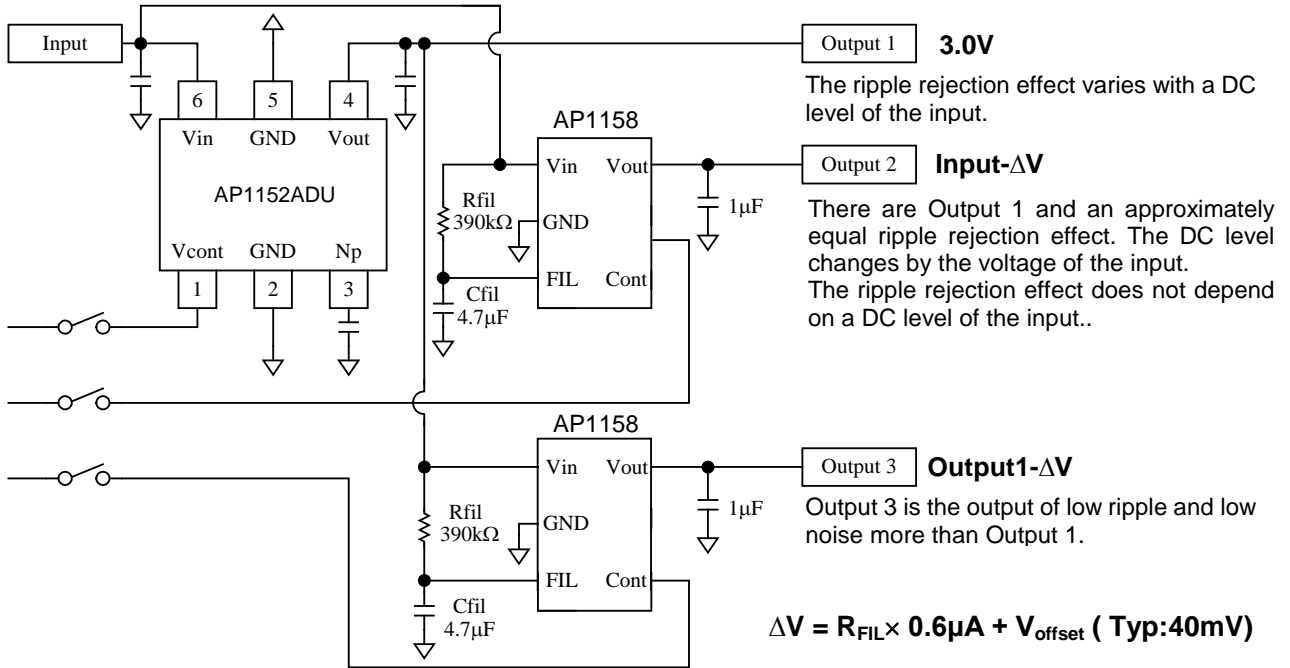 Input
6
5
4
Vin
GND
Vout
AP1152ADU
Vcont
GND
Np
1
2
3
AP1158
Vin
Vout
GND
FIL
Cont
Rfil
390kΩ
Cfil
4.7μF
1μF
Output 1
3.0V
The ripple rejection effect varies with a DC
level of the input.
Output 2
Input-ΔV
There are Output 1 and an approximately
equal ripple rejection effect. The DC level
changes by the voltage of the input.
The ripple rejection effect does not depend
on a DC level of the input..
AP1158
Vin
Vout
GND
FIL
Cont
Rfil
390kΩ
Cfil
4.7μF
1μF
Output 3
Output1-ΔV
Output 3 is the output of low ripple and low
noise more than Output 1.
ΔV = R_FIL× 0.6μA + V_offset ( Typ:40mV)